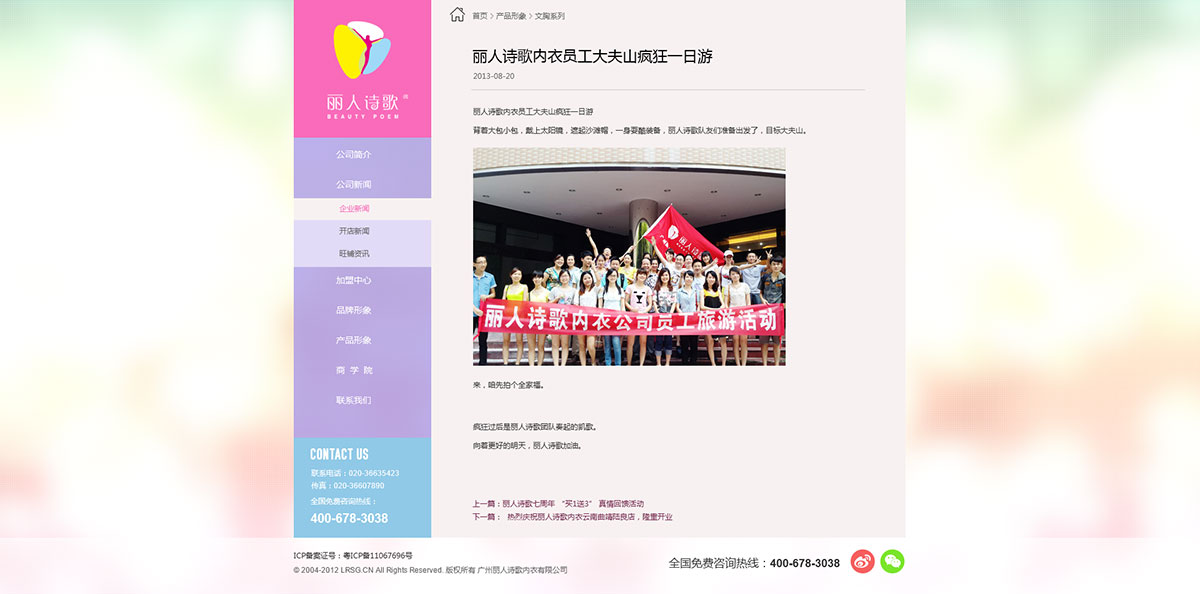 丽人诗歌
BEAUTY POEM
公司简介
公司新闻
企业新闻
开店新闻
旺铺资讯
加盟中心
品牌形象
产品形象
商 学 院
联系我们
CONTACT US
联系电话：020-36635423
传真：020-36607890
全国免费咨询热线：
400-678-3038
首页 > 产品形象 > 文胸系列
丽人诗歌内衣员工大夫山疯狂一日游
2013-08-20
丽人诗歌内衣员工大夫山疯狂一日游
背着大包小包，戴上太阳镜，遮起沙滩帽，一身耍酷装备，丽人诗歌队友们准备出发了，目标大夫山。
丽人诗
丽人诗歌内衣公司员工旅游活动
来，咱先拍个全家福。
疯狂过后是丽人诗歌团队奏起的凯歌。
向着更好的明天，丽人诗歌加油。
上一篇：丽人诗歌七周年 “买1送3” 真情回馈活动
下一篇： 热烈庆祝丽人诗歌内衣云南曲靖陆良店，隆重开业
ICP备案证号：粤ICP备11067696号
© 2004-2012 LRSG.CN All Rights Reserved. 版权所有 广州丽人诗歌内衣有限公司
全国免费咨询热线：400-678-3038